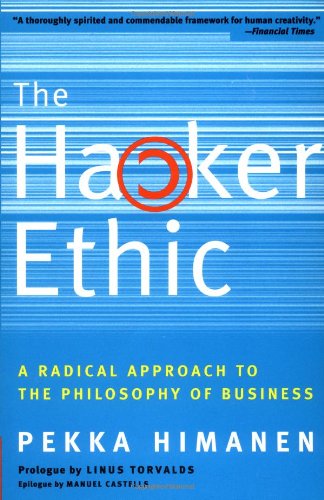 "A thoroughly spirited and commendable framework for human creativity."
—Financial Times
The
Hacker
Ethic
A RADICAL APPROACH TO
THE PHILOSOPHY OF BUSINESS
PEKKA HIMANEN
Prologue by LINUS TORVALDS
Epilogue by MANUEL CASTELLS